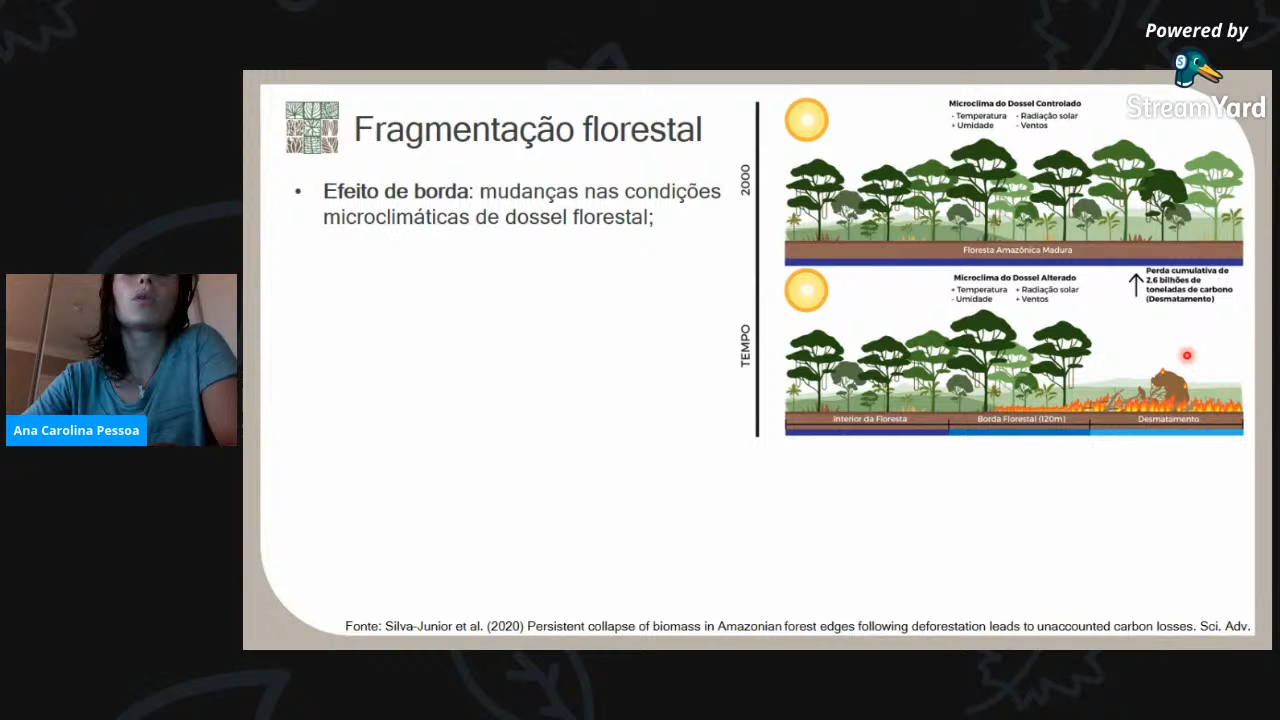 Powered by
StreamYard
Fragmentação florestal
• Efeito de borda: mudanças nas condições
microclimáticas de dossel florestal;
2000
Microclima do Dossel Controlado
- Temperatura - Radiação solar
+ Umidade - Ventos
Floresta Amazônica Madura
TEMPO
Microclima do Dossel Alterado
+ Temperatura + Radiação solar
- Umidade + Ventos
Perda cumulativa de
2,6 bilhões de
toneladas de carbono
(Desmatamento)
Interior da Floresta Borda Florestal (120m) Desmatamento
Ana Carolina Pessoa
Fonte: Silva-Junior et al. (2020) Persistent collapse of biomass in Amazonian forest edges following deforestation leads to unaccounted carbon losses. Sci. Adv.